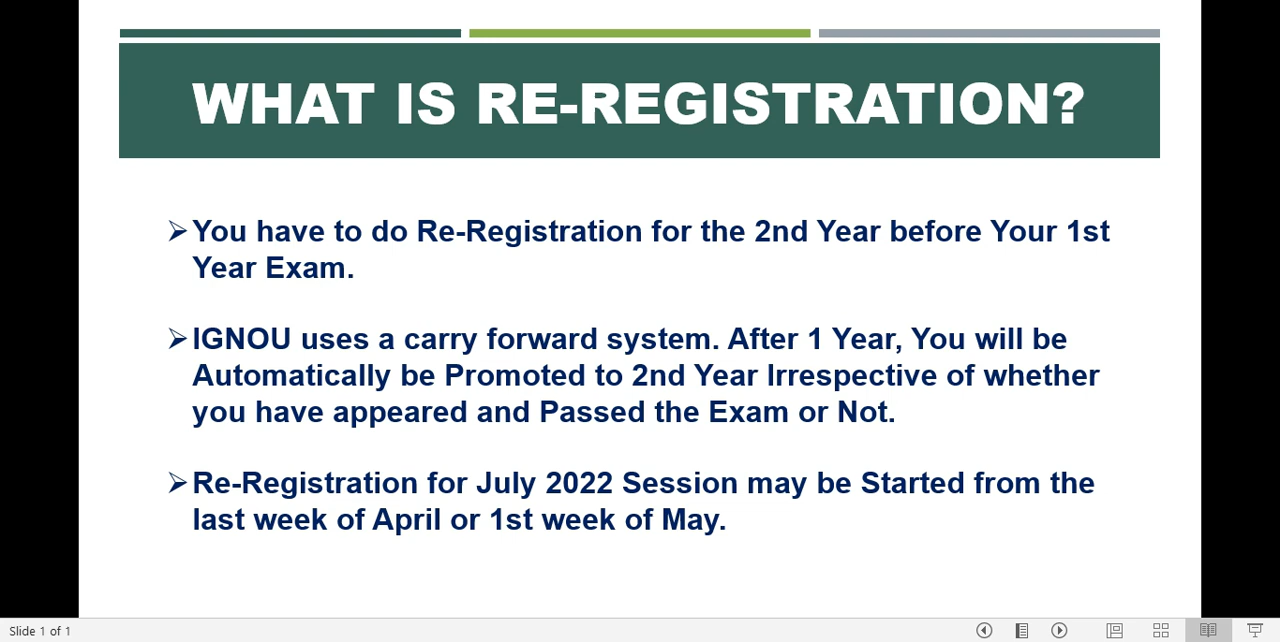 WHAT IS RE-REGISTRATION?
➢You have to do Re-Registration for the 2nd Year before Your 1st
Year Exam.
➢IGNOU uses a carry forward system. After 1 Year, You will be
Automatically be Promoted to 2nd Year Irrespective of whether
you have appeared and Passed the Exam or Not.
➢Re-Registration for July 2022 Session may be Started from the
last week of April or 1st week of May.
Slide 1 of 1